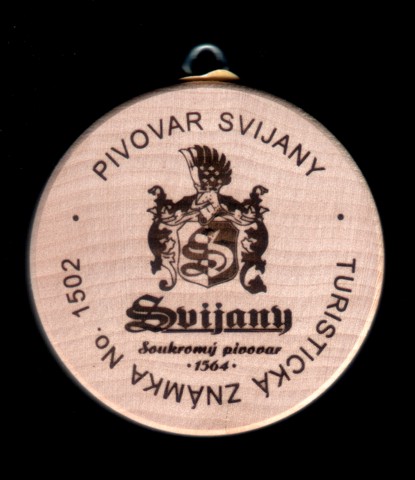 PIVOVAR SVIJANY
S
Svijany
Soukromý pivovar
·1564·
TURISTICKÁ ZNÁMKA No. 1502